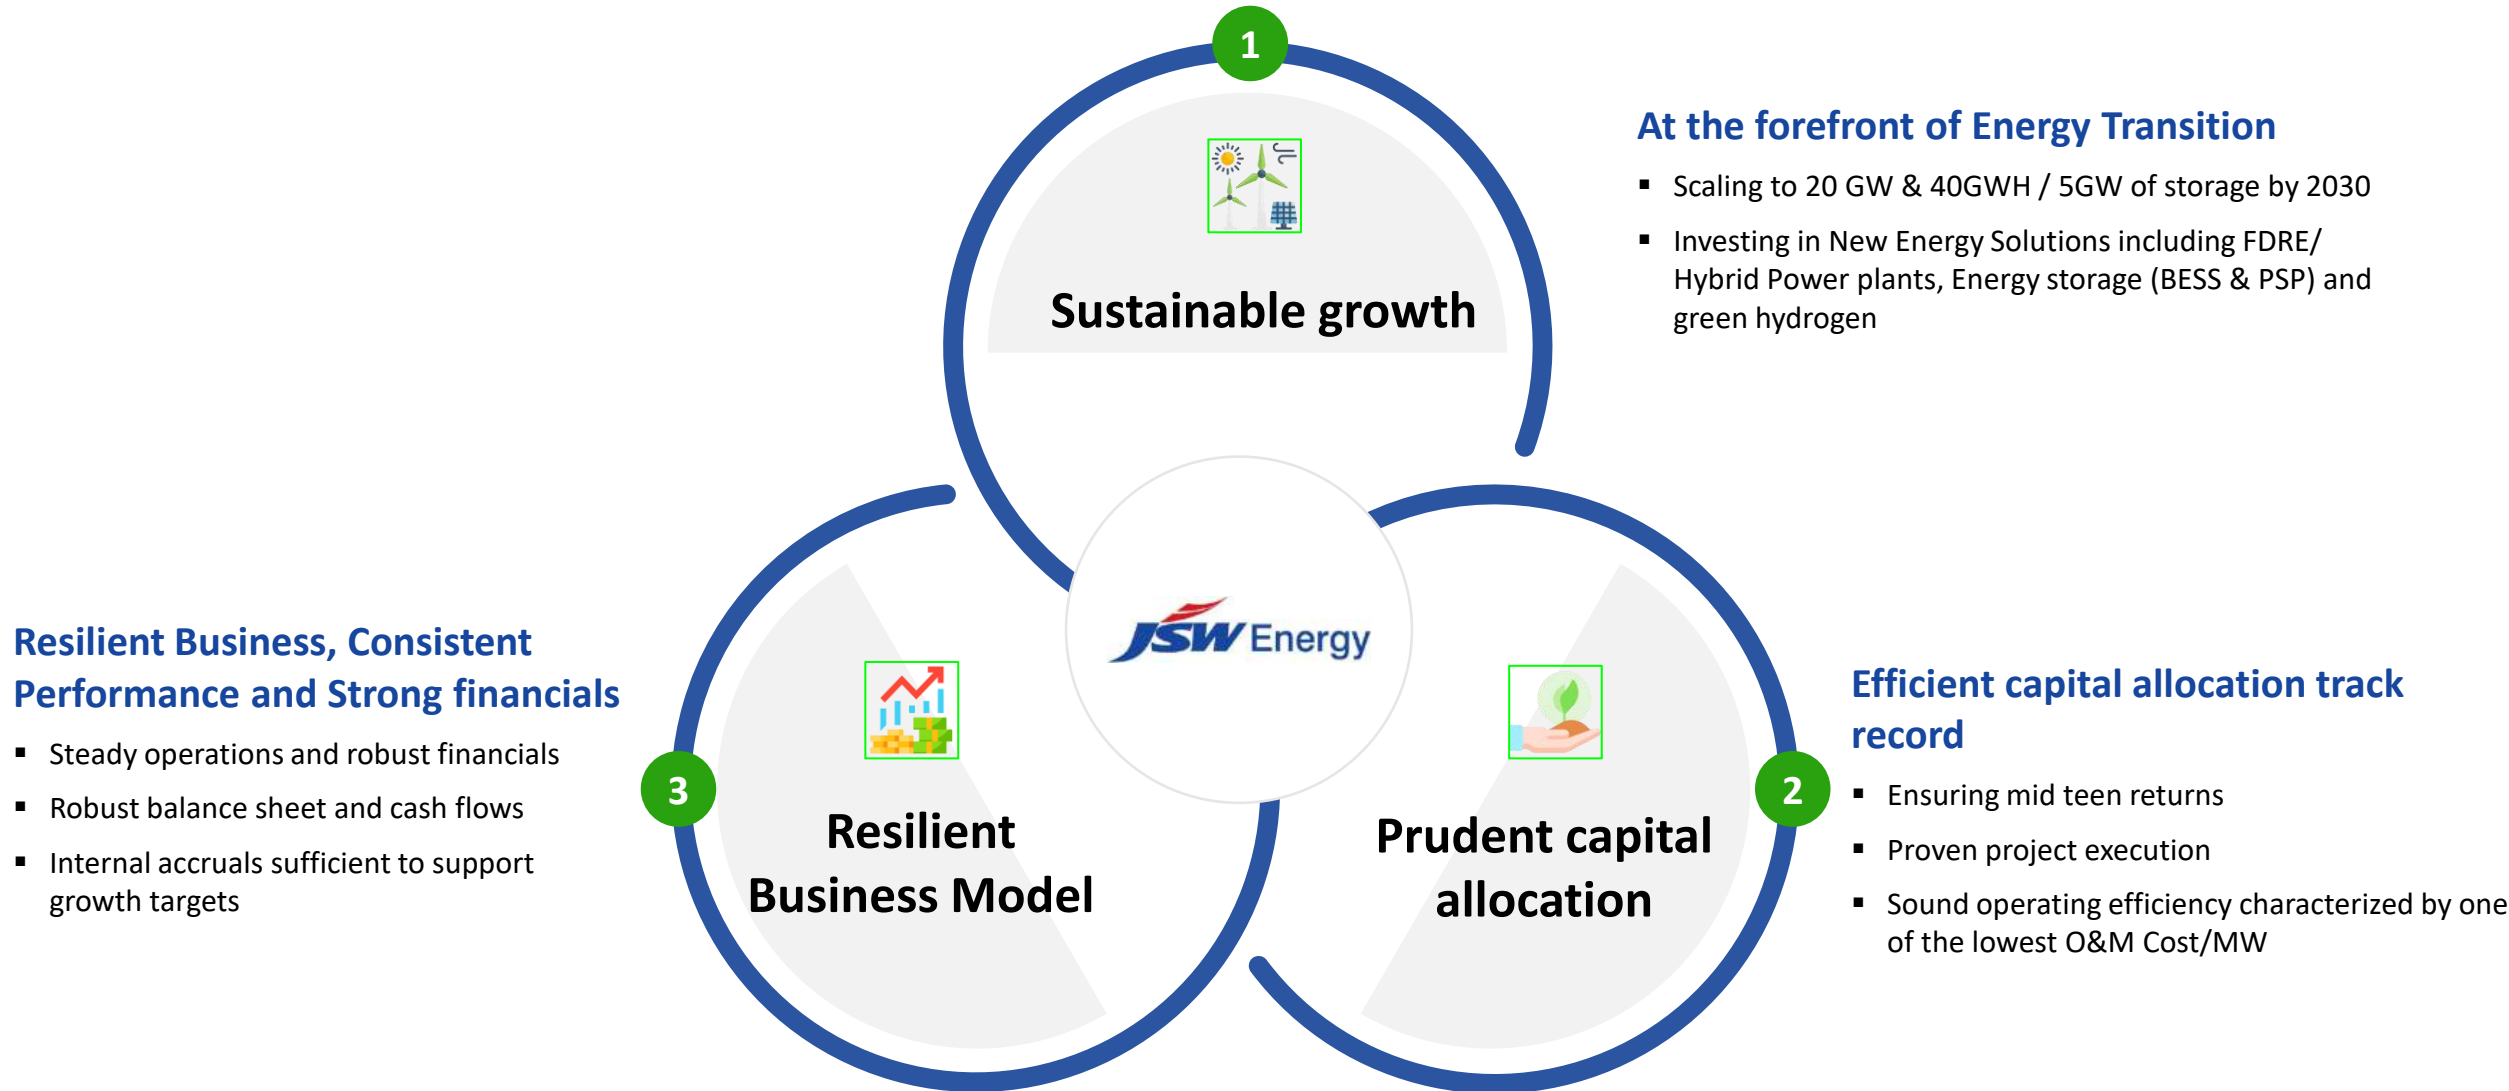 1
At the forefront of Energy Transition
▪ Scaling to 20 GW & 40GWH / 5GW of storage by 2030
▪ Investing in New Energy Solutions including FDRE/
Hybrid Power plants, Energy storage (BESS & PSP) and
green hydrogen
Sustainable growth
JSW Energy
Resilient Business, Consistent
Performance and Strong financials
▪ Steady operations and robust financials
▪ Robust balance sheet and cash flows
▪ Internal accruals sufficient to support
growth targets
3
Resilient
Business Model
Prudent capital
allocation
2
Efficient capital allocation track
record
▪ Ensuring mid teen returns
▪ Proven project execution
▪ Sound operating efficiency characterized by one
of the lowest O&M Cost/MW